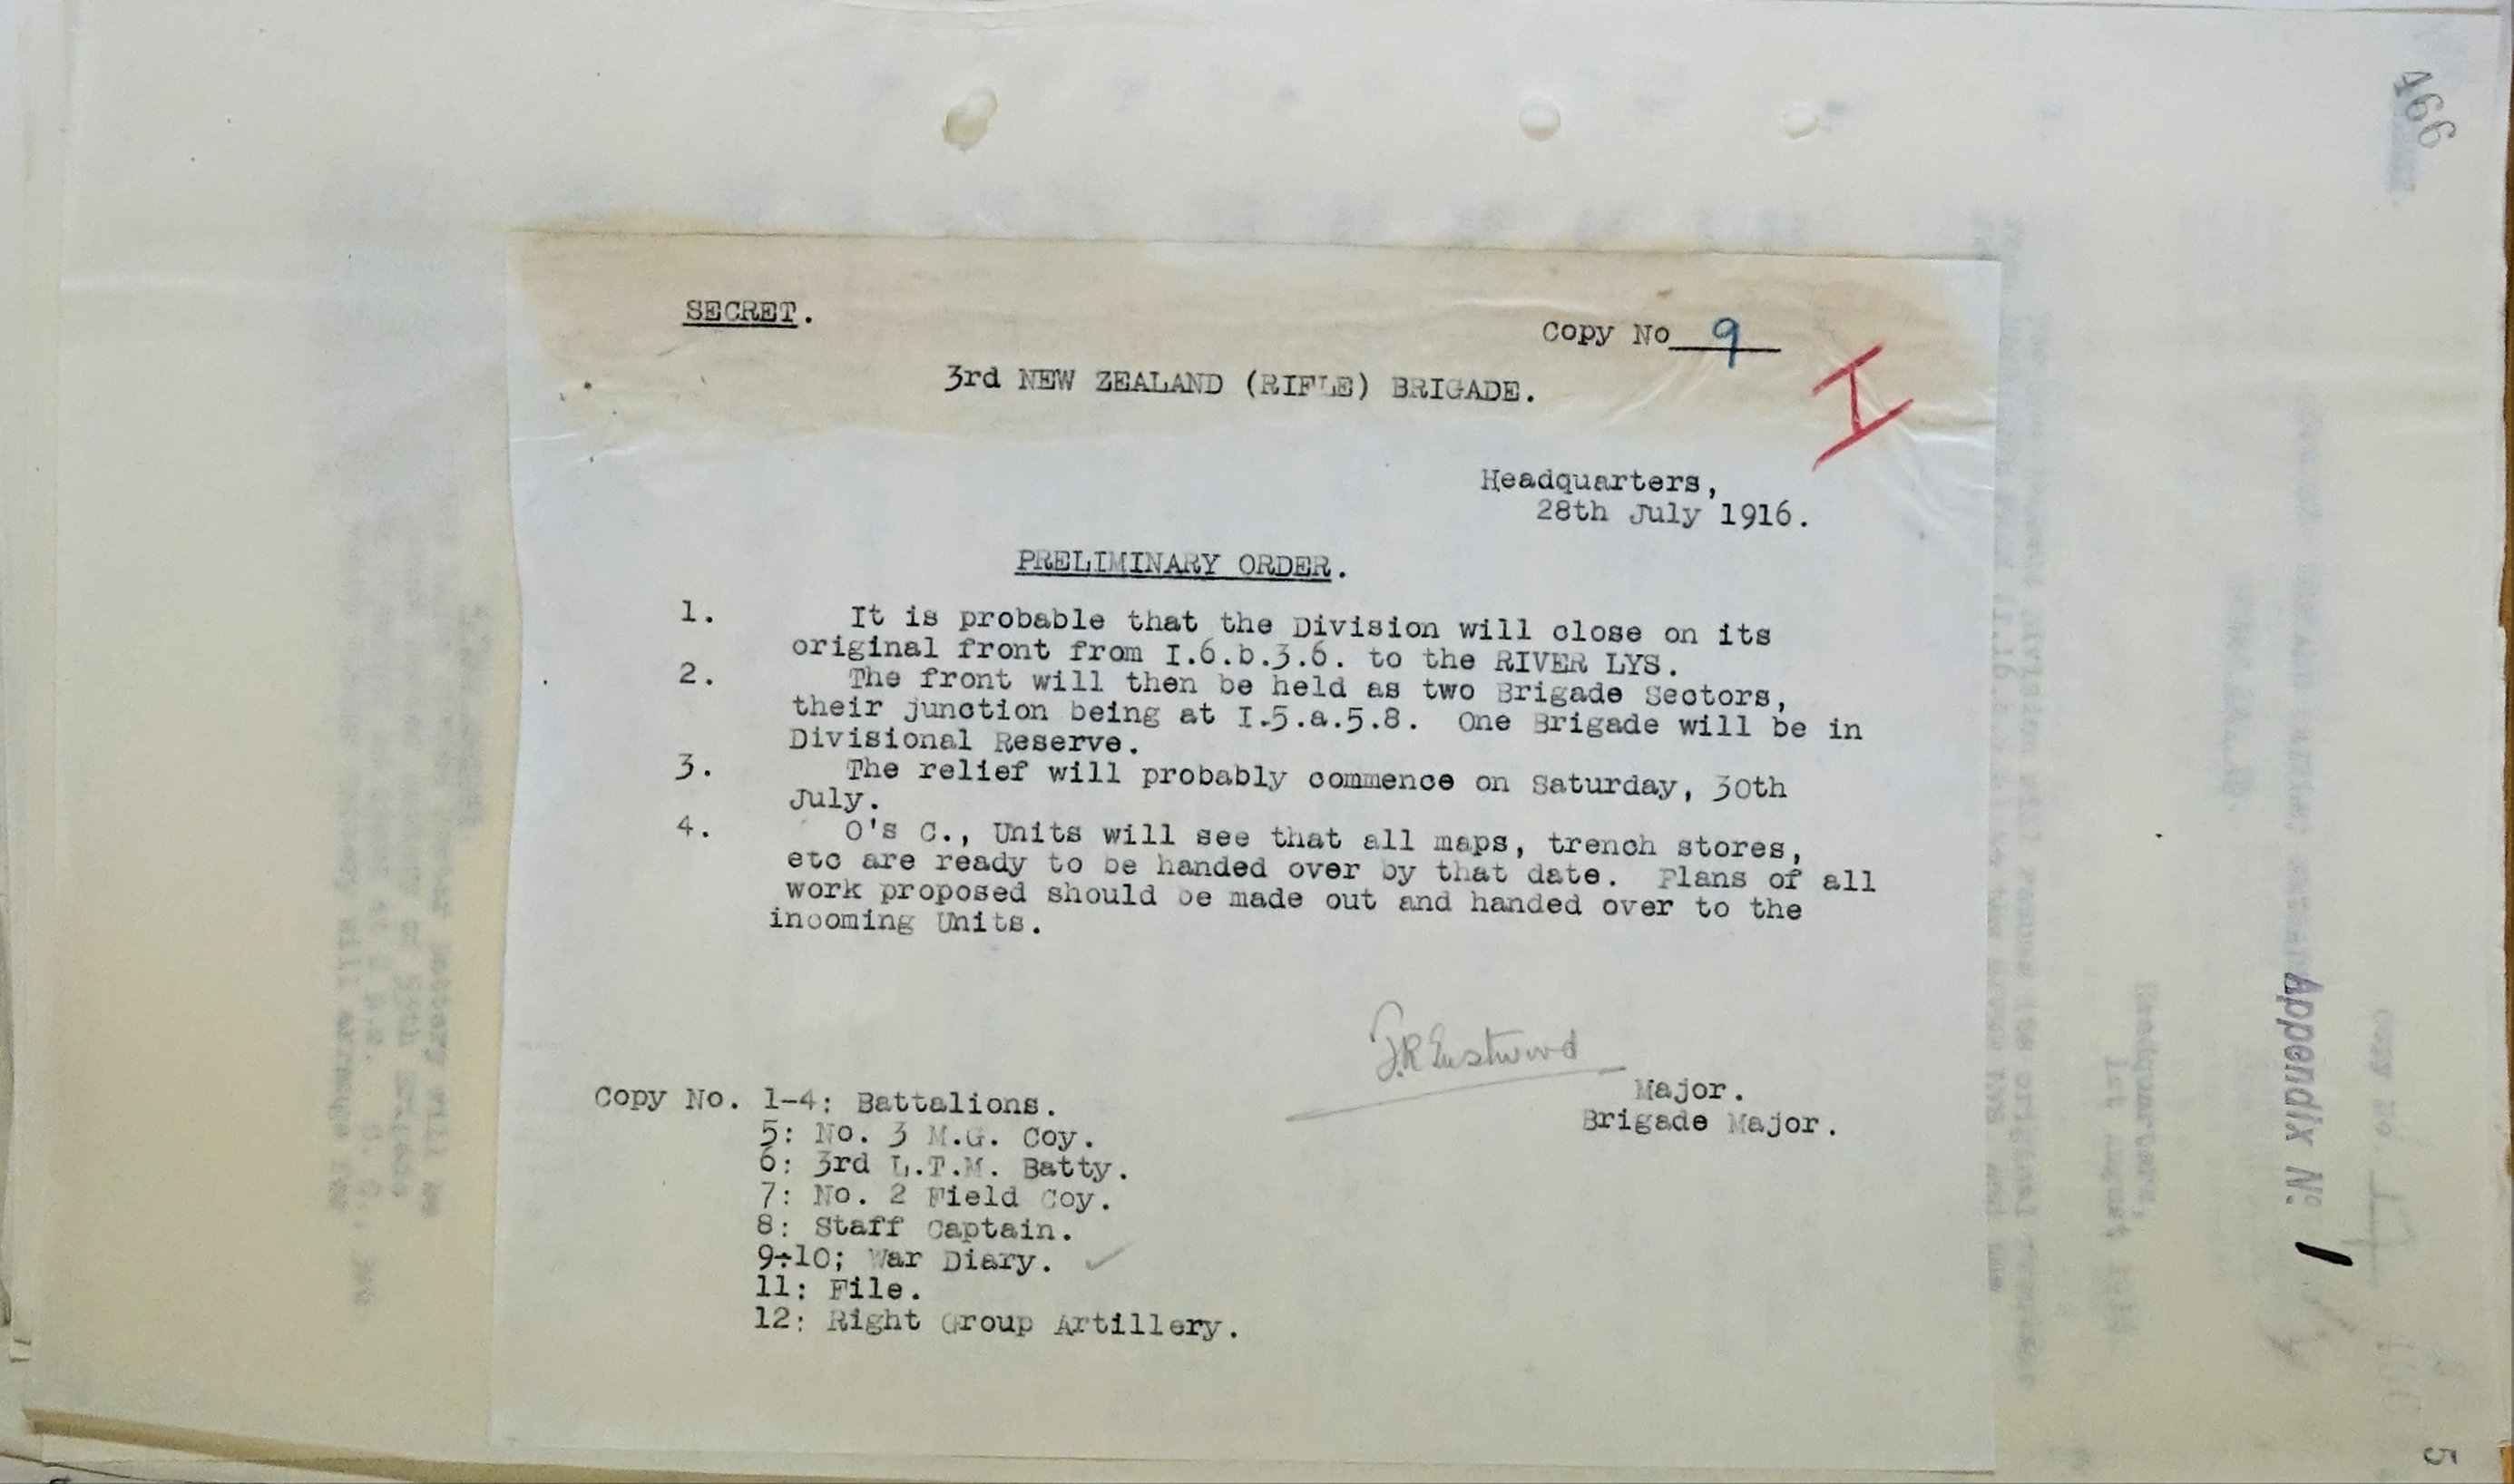 466
SECRET.
Copy No 9
3rd NEW ZEALAND (RIFLE) BRIGADE.
I
Headquarters,
28th July 1916.
PRELIMINARY ORDER.
1. It is probable that the Division will close on its
original front from I.6.b.3.6. to the RIVER LYS.
2. The front will then be held as two Brigade Sectors,
their junction being at I.5.a.5.8. One Brigade will be in
Divisional Reserve.
3. The relief will probably commence on Saturday, 30th
July.
4. O's C., Units will see that all maps, trench stores,
etc are ready to be handed over by that date. Plans of all
work proposed should be made out and handed over to the
incoming Units.
F.R Eastwood
Major.
Brigade Major.
Copy No. 1-4: Battalions.
5: No. 3 M.G. Coy.
6: 3rd L.T.M. Batty.
7: No. 2 Field Coy.
8: Staff Captain.
9-10; War Diary. ✓
11: File.
12: Right Group Artillery.
Appendix No 1
5